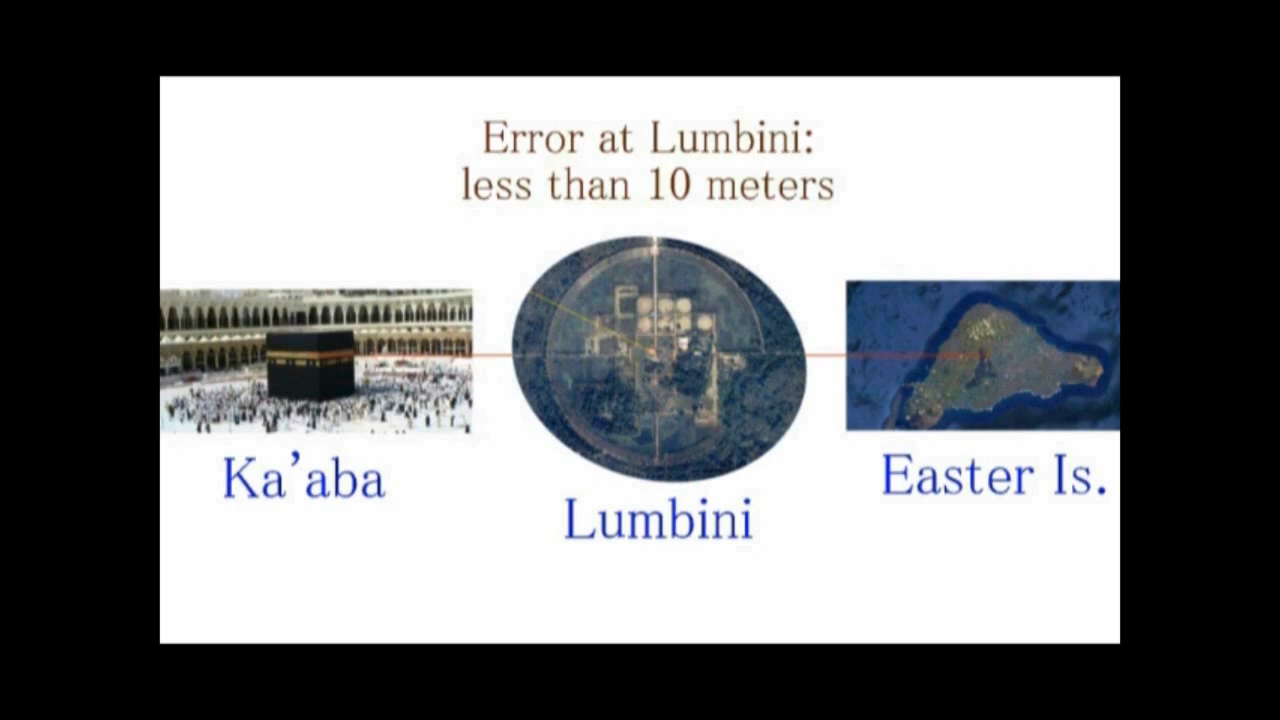 Error at Lumbini:
less than 10 meters
Ka’aba
Lumbini
Easter Is.